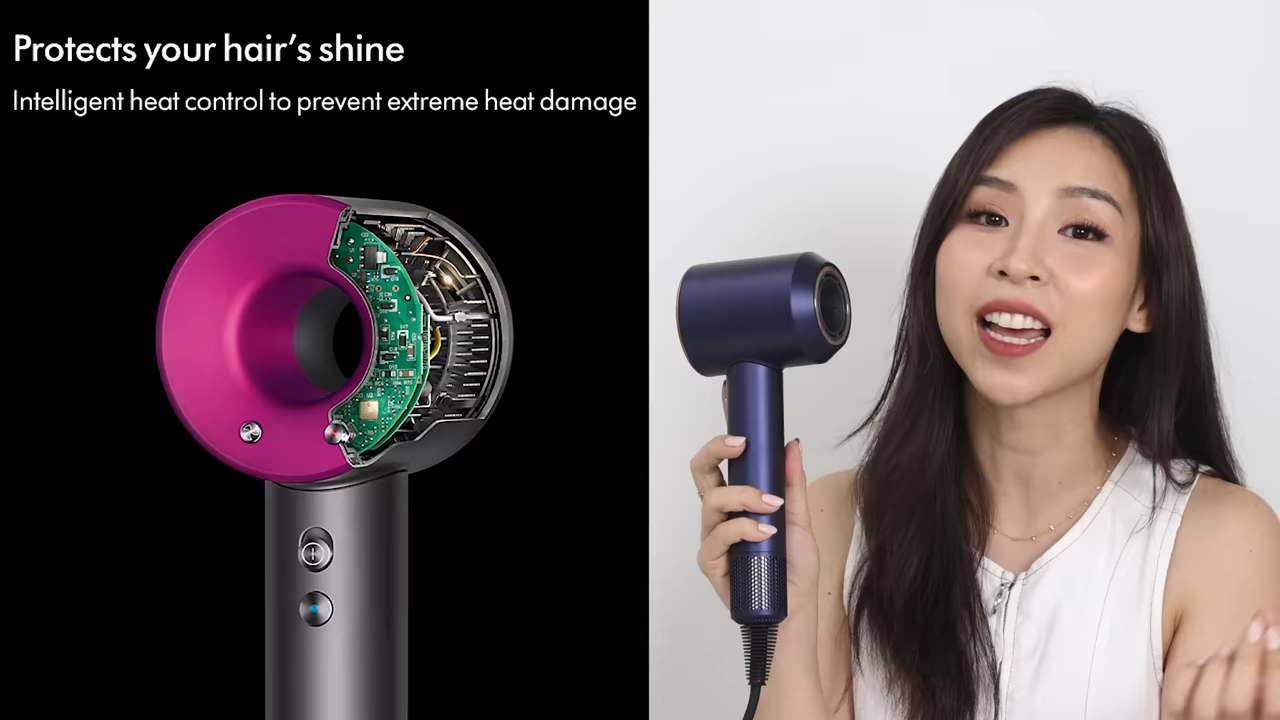 Protects your hair’s shine
Intelligent heat control to prevent extreme heat damage